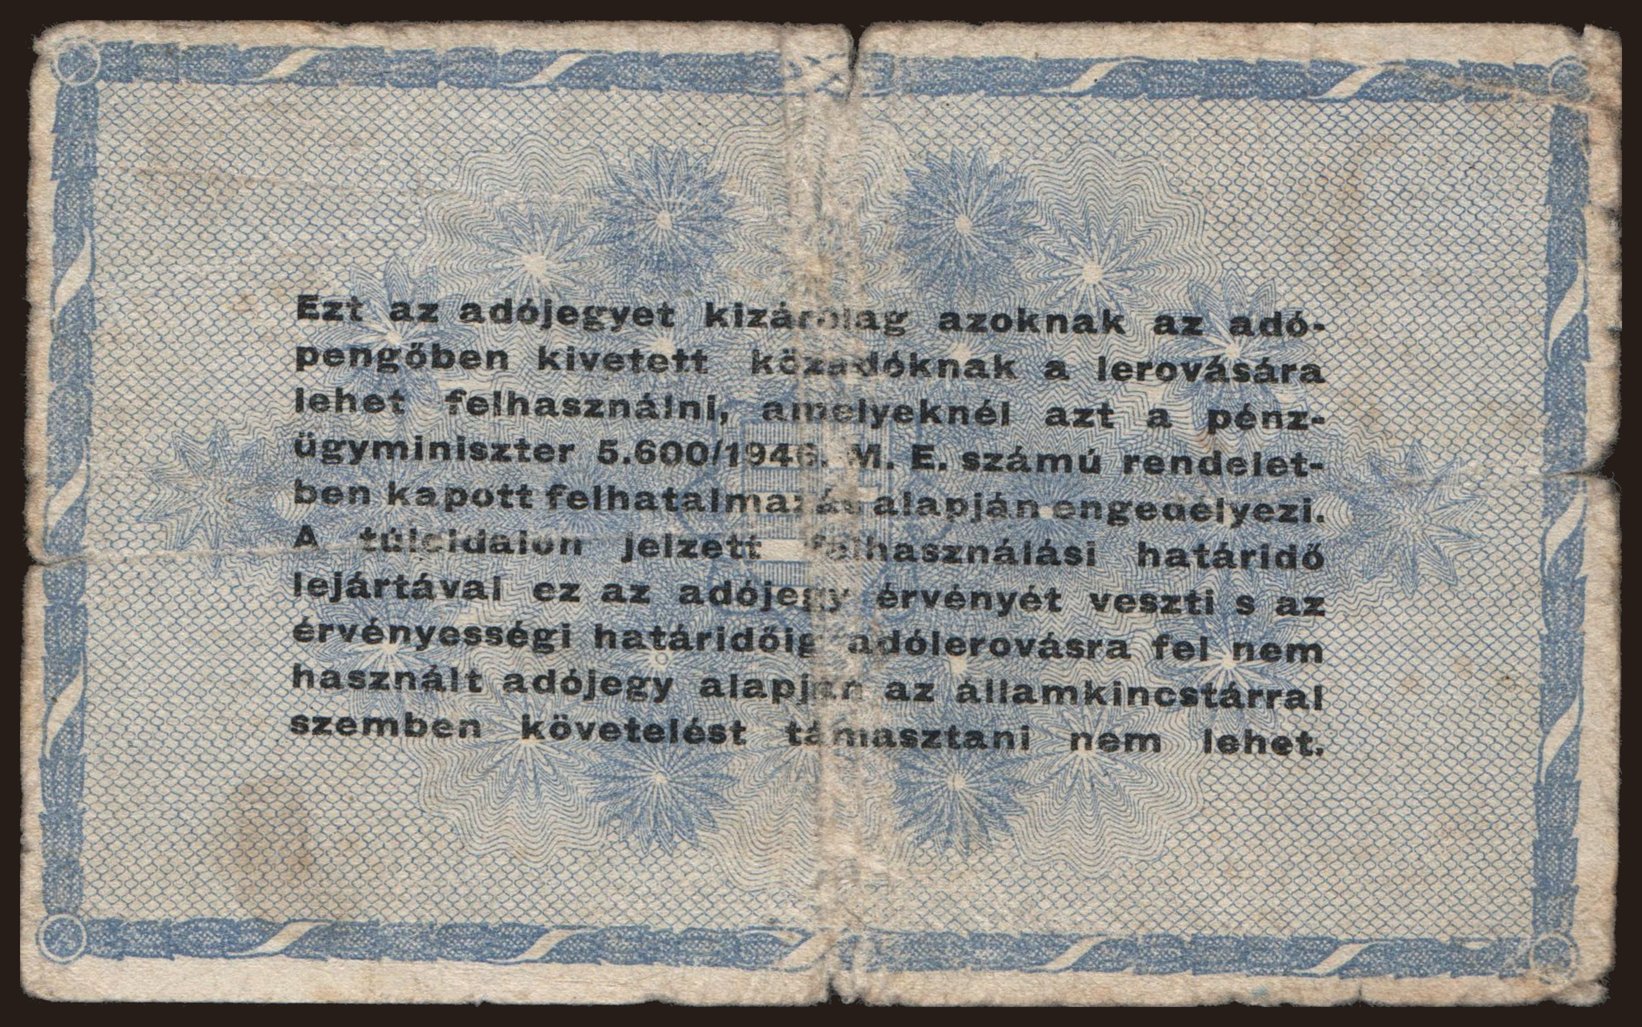 Ezt az adójegyet kizárólag azoknak az adó-
pengőben kivetett közadóknak a lerovására
lehet felhasználni, amelyeknél azt a pénz-
ügyminiszter 5.600/1946. M. E. számú rendelet-
ben kapott felhatalmazás alapján engedélyezi.
A túloldalon jelzett felhasználási határidő
lejártával ez az adójegy érvényét veszti s az
érvényességi határidőig adólerovásra fel nem
használt adójegy alapján az államkincstárral
szemben követelést támasztani nem lehet.